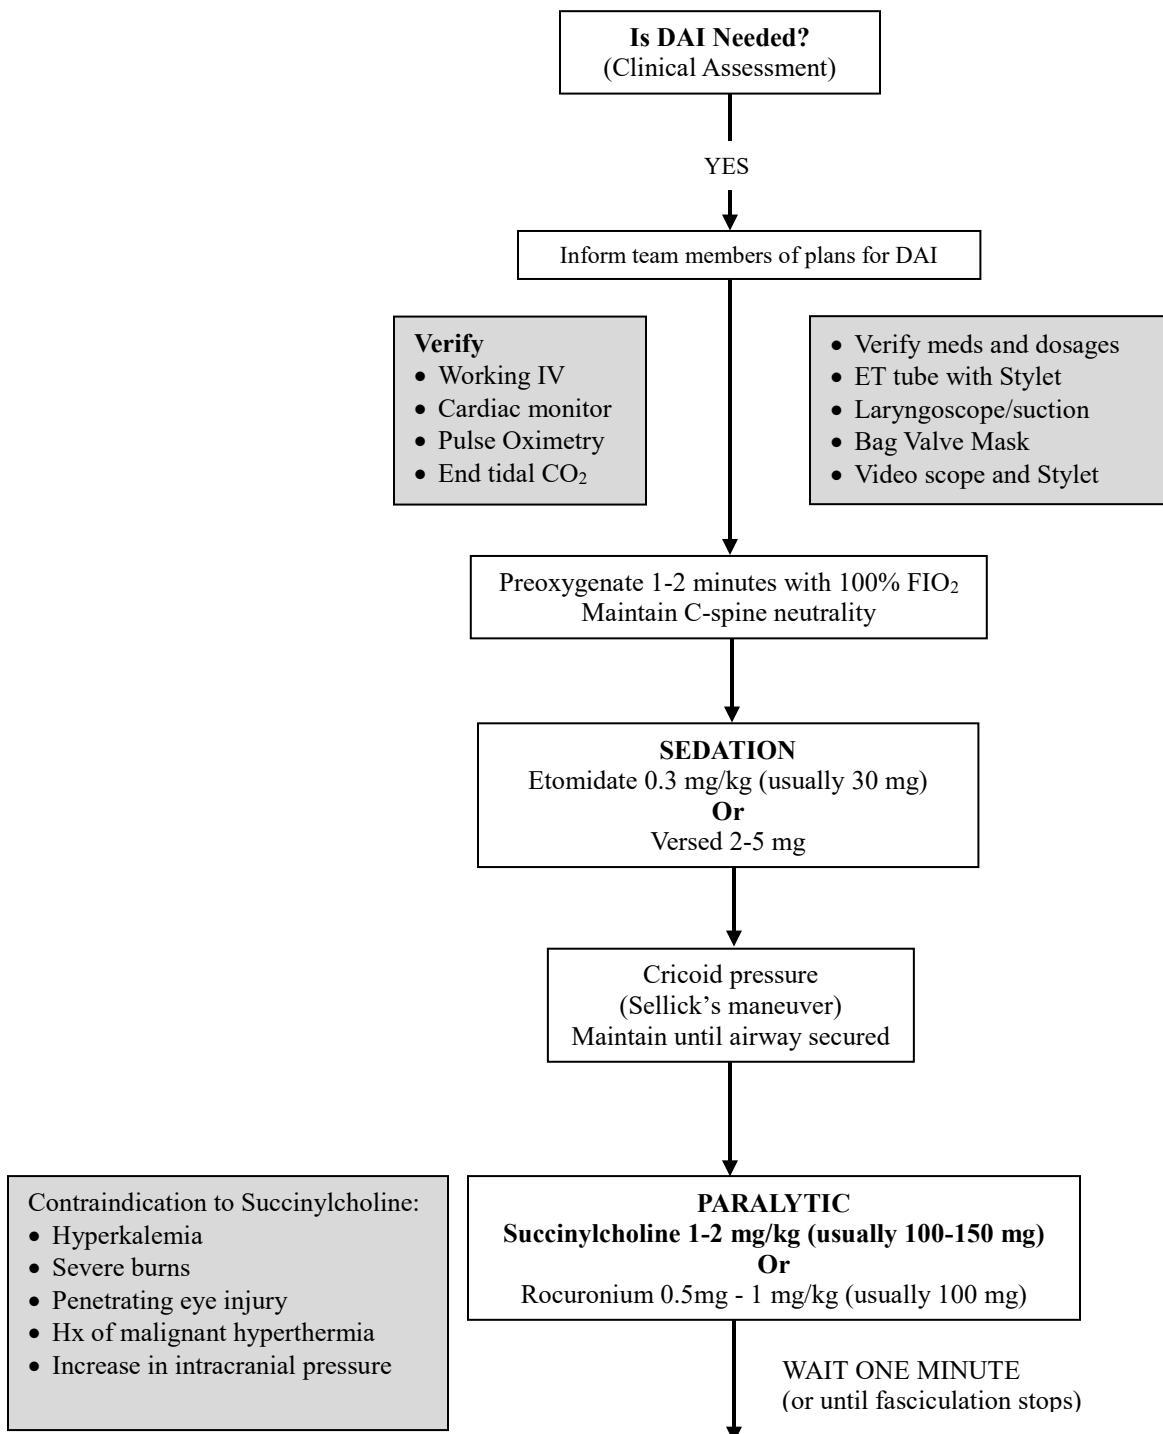 Is DAI Needed?
(Clinical Assessment)
YES
Inform team members of plans for DAI
Verify
• Working IV
• Cardiac monitor
• Pulse Oximetry
• End tidal CO₂
• Verify meds and dosages
• ET tube with Stylet
• Laryngoscope/suction
• Bag Valve Mask
• Video scope and Stylet
Preoxygenate 1-2 minutes with 100% FIO₂
Maintain C-spine neutrality
SEDATION
Etomidate 0.3 mg/kg (usually 30 mg)
Or
Versed 2-5 mg
Cricoid pressure
(Sellick’s maneuver)
Maintain until airway secured
Contraindication to Succinylcholine:
• Hyperkalemia
• Severe burns
• Penetrating eye injury
• Hx of malignant hyperthermia
• Increase in intracranial pressure
PARALYTIC
Succinylcholine 1-2 mg/kg (usually 100-150 mg)
Or
Rocuronium 0.5mg - 1 mg/kg (usually 100 mg)
WAIT ONE MINUTE
(or until fasciculation stops)